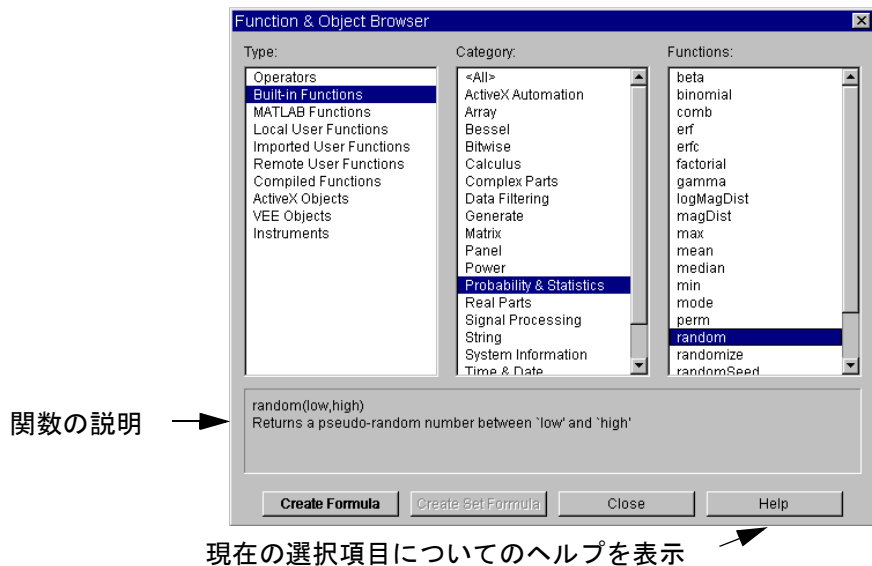 Function & Object Browser
Type:
Operators
Built-in Functions
MATLAB Functions
Local User Functions
Imported User Functions
Remote User Functions
Compiled Functions
ActiveX Objects
VEE Objects
Instruments
Category:
<All>
ActiveX Automation
Array
Bessel
Bitwise
Calculus
Complex Parts
Data Filtering
Generate
Matrix
Panel
Power
Probability & Statistics
Real Parts
Signal Processing
String
System Information
Time & Date
Functions:
beta
binomial
comb
erf
erfc
factorial
gamma
logMagDist
magDist
max
mean
median
min
mode
perm
random
randomize
randomSeed
関数の説明
random(low,high)
Returns a pseudo-random number between `low' and `high'
Create Formula
Create Set Formula
Close
Help
現在の選択項目についてのヘルプを表示